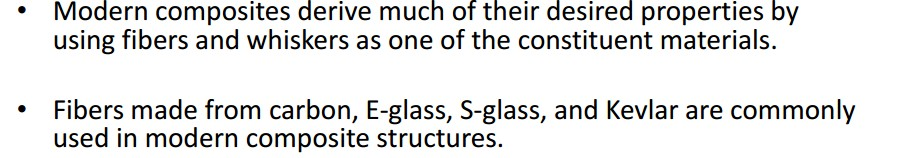 • Modern composites derive much of their desired properties by
using fibers and whiskers as one of the constituent materials.
• Fibers made from carbon, E-glass, S-glass, and Kevlar are commonly
used in modern composite structures.